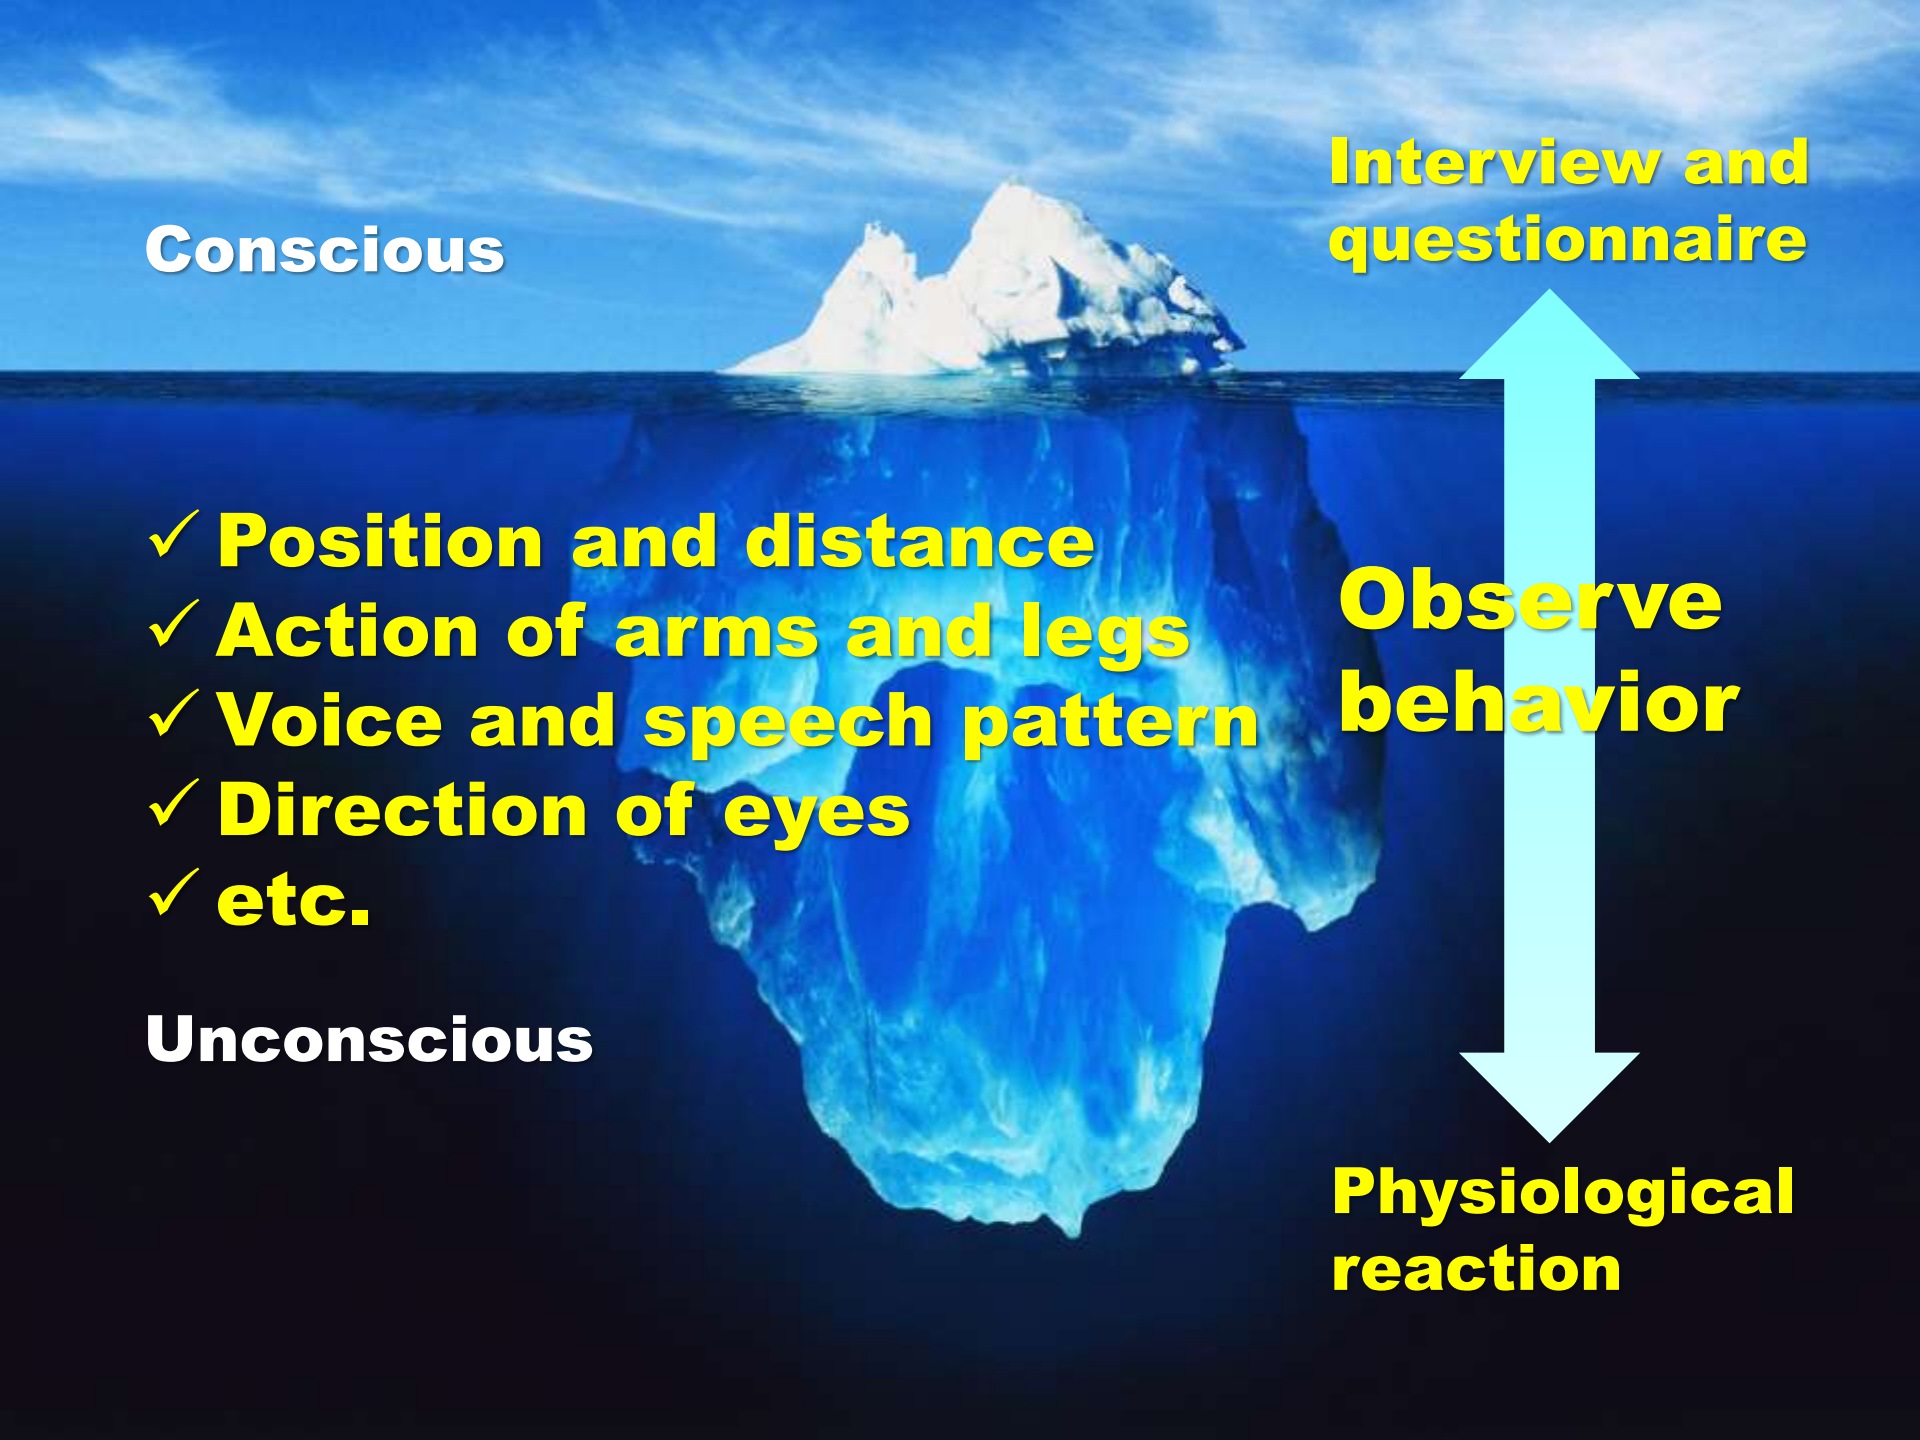 Interview and
questionnaire
Conscious
✓ Position and distance
✓ Action of arms and legs
✓ Voice and speech pattern
✓ Direction of eyes
✓ etc.
Observe
behavior
Unconscious
Physiological
reaction